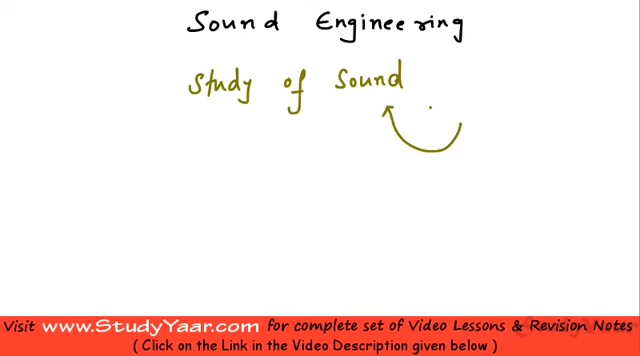 Sound Engineering
Study of Sound
Visit www.StudyYaar.com for complete set of Video Lessons & Revision Notes
( Click on the Link in the Video Description given below )